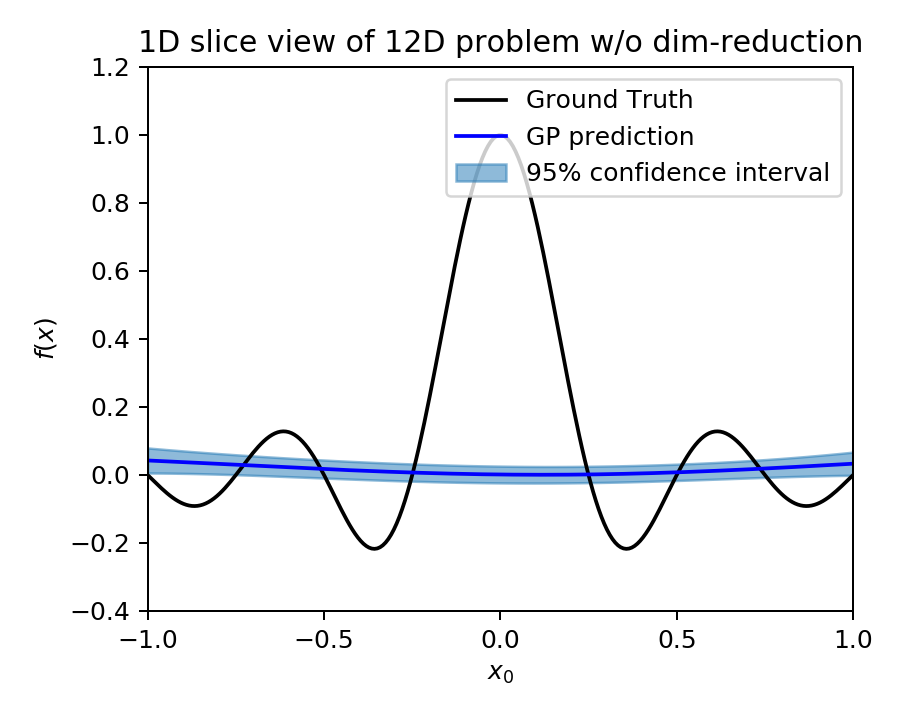 1D slice view of 12D problem w/o dim-reduction
Ground Truth
GP prediction
95% confidence interval
1.2
1.0
0.8
0.6
0.4
0.2
0.0
−0.2
−0.4
f(x)
−1.0 −0.5 0.0 0.5 1.0
x₀